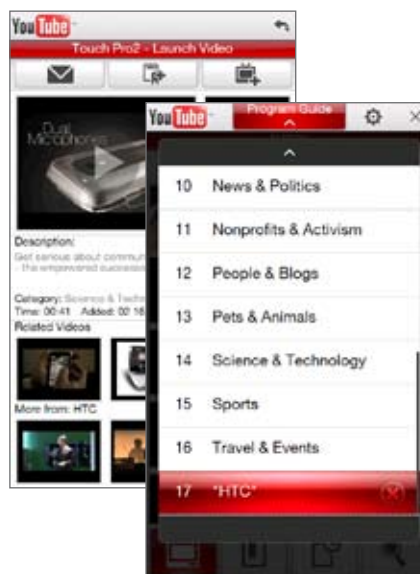 YouTube
Touch Pro2 - Launch Video
Dual
Microphones
Description:
Get serious about commun
- the empowered successo
Category: Science & Techn
Time: 00:41 Added: 02 16
Related Videos
More from: HTC
YouTube
Program Guide
10 News & Politics
11 Nonprofits & Activism
12 People & Blogs
13 Pets & Animals
14 Science & Technology
15 Sports
16 Travel & Events
17 "HTC"